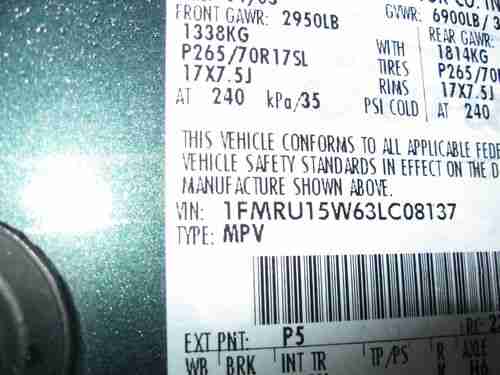 FRONT GAWR: 2950LB GVWR: 6900LB/3
1338KG REAR GAWR:
P265/70R17SL WITH 1814KG
17X7.5J TIRES P265/70
RIMS 17X7.5J
AT 240 kPa/35 PSI COLD AT 240
THIS VEHICLE CONFORMS TO ALL APPLICABLE FEDE
VEHICLE SAFETY STANDARDS IN EFFECT ON THE D
MANUFACTURE SHOWN ABOVE.
VIN: 1FMRU15W63LC08137
TYPE: MPV
EXT PNT: P5
WB BRK INT TR TP/PS R AXLE